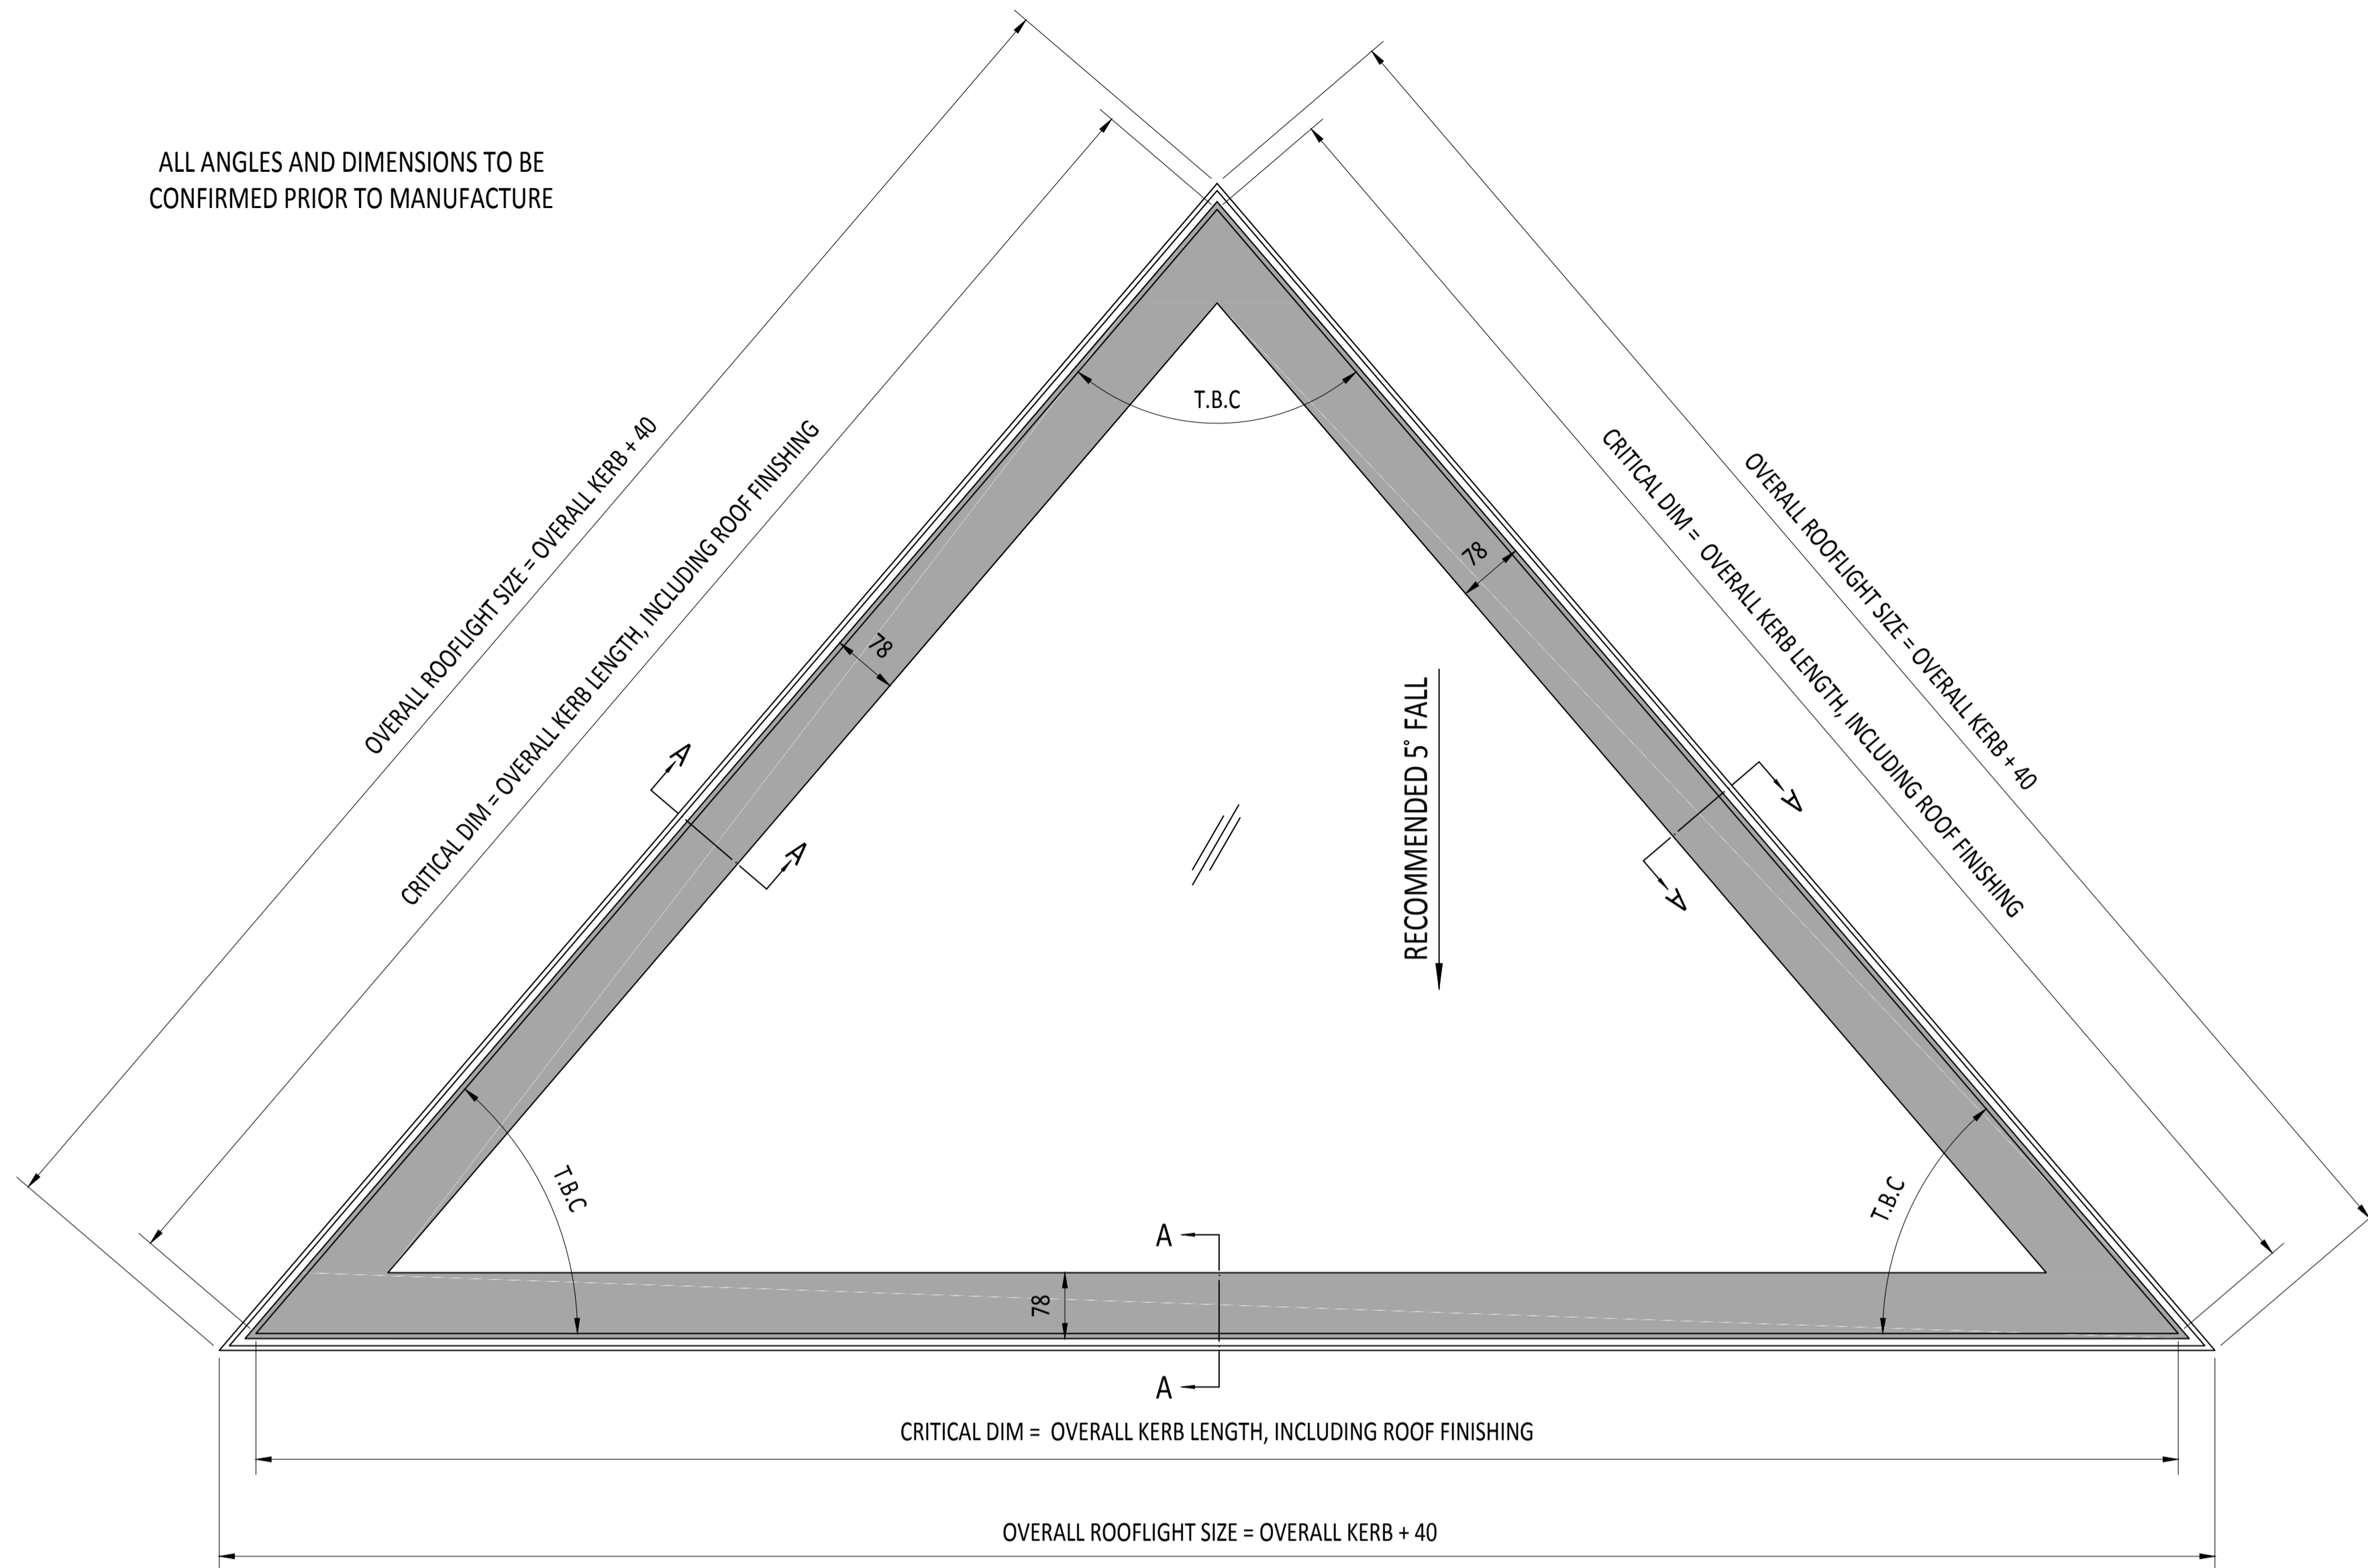 ALL ANGLES AND DIMENSIONS TO BE
CONFIRMED PRIOR TO MANUFACTURE
OVERALL ROOFLIGHT SIZE = OVERALL KERB + 40
CRITICAL DIM = OVERALL KERB LENGTH, INCLUDING ROOF FINISHING
CRITICAL DIM = OVERALL KERB LENGTH, INCLUDING ROOF FINISHING
OVERALL ROOFLIGHT SIZE = OVERALL KERB + 40
T.B.C
78
78
RECOMMENDED 5° FALL
A
A
A
A
T.B.C
T.B.C
A
78
A
CRITICAL DIM = OVERALL KERB LENGTH, INCLUDING ROOF FINISHING
OVERALL ROOFLIGHT SIZE = OVERALL KERB + 40